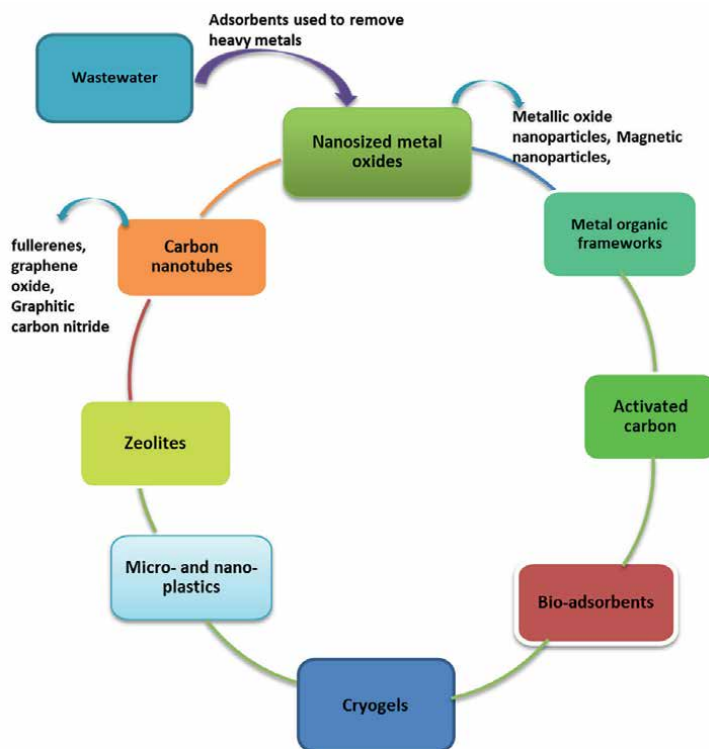 Adsorbents used to remove
heavy metals
Wastewater
Nanosized metal
oxides
Metallic oxide
nanoparticles, Magnetic
nanoparticles,
Metal organic
frameworks
Carbon
nanotubes
fullerenes,
graphene
oxide,
Graphitic
carbon nitride
Activated
carbon
Zeolites
Micro- and nano-
plastics
Bio-adsorbents
Cryogels